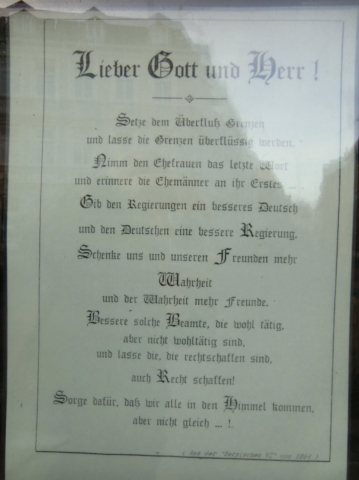 Lieber Gott und Herr !
Setze dem Überfluß Grenzen
und lasse die Grenzen überflüssig werden.
Nimm den Ehefrauen das letzte Wort
und erinnere die Ehemänner an ihr Erstes ...
Gib den Regierungen ein besseres Deutsch
und den Deutschen eine bessere Regierung.
Schenke uns und unseren Freunden mehr
Wahrheit
und der Wahrheit mehr Freunde.
Bessere solche Beamte, die wohl tätig,
aber nicht wohltätig sind,
und lasse die, die rechtschaffen sind,
auch Recht schaffen!
Sorge dafür, daß wir alle in den Himmel kommen,
aber nicht gleich ... !
( Aus der